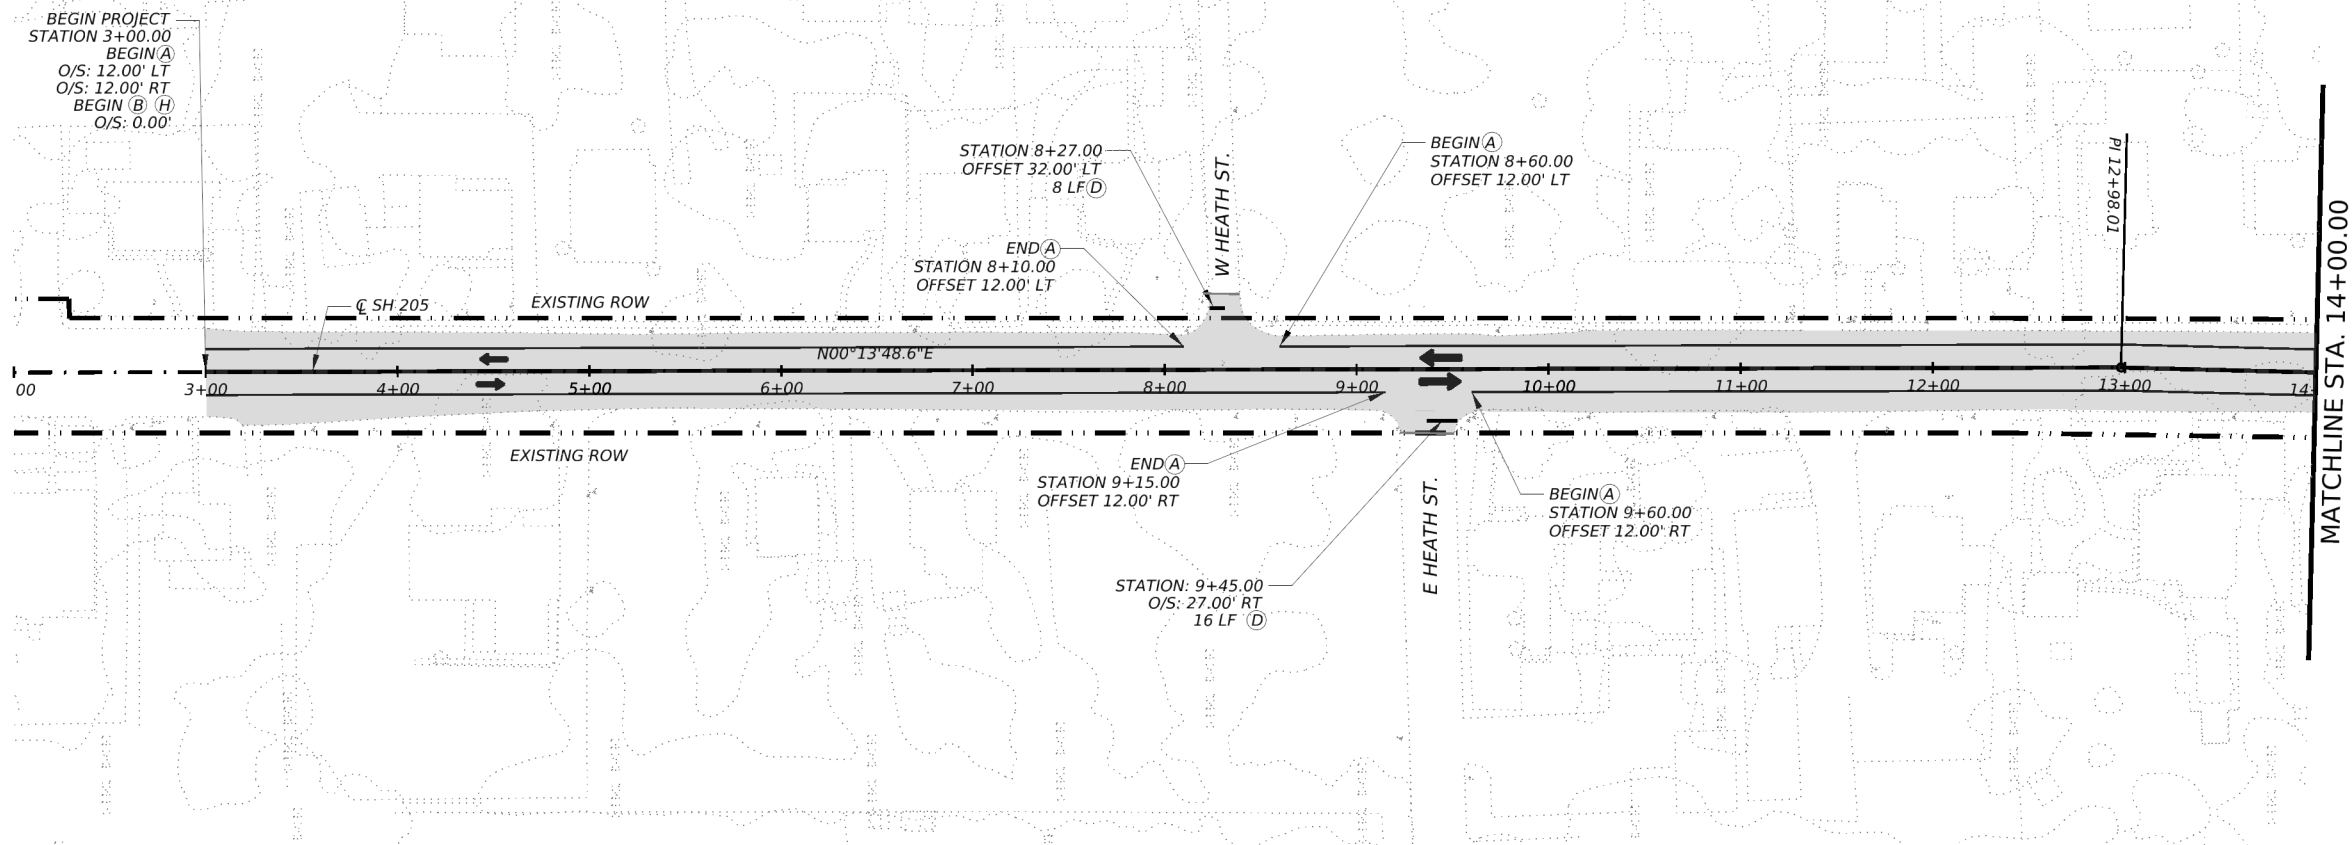 BEGIN PROJECT
STATION 3+00.00
BEGIN A
O/S: 12.00' LT
O/S: 12.00' RT
BEGIN B H
O/S: 0.00'
STATION 8+27.00
OFFSET 32.00' LT
8 LF D
W HEATH ST.
BEGIN A
STATION 8+60.00
OFFSET 12.00' LT
PI 12+98.01
MATCHLINE STA. 14+00.00
END A
STATION 8+10.00
OFFSET 12.00' LT
℄ SH 205
EXISTING ROW
N00°13'48.6"E
00
3+00
4+00
5+00
6+00
7+00
8+00
9+00
10+00
11+00
12+00
13+00
14
EXISTING ROW
END A
STATION 9+15.00
OFFSET 12.00' RT
E HEATH ST.
BEGIN A
STATION 9+60.00
OFFSET 12.00' RT
STATION: 9+45.00
O/S: 27.00' RT
16 LF D